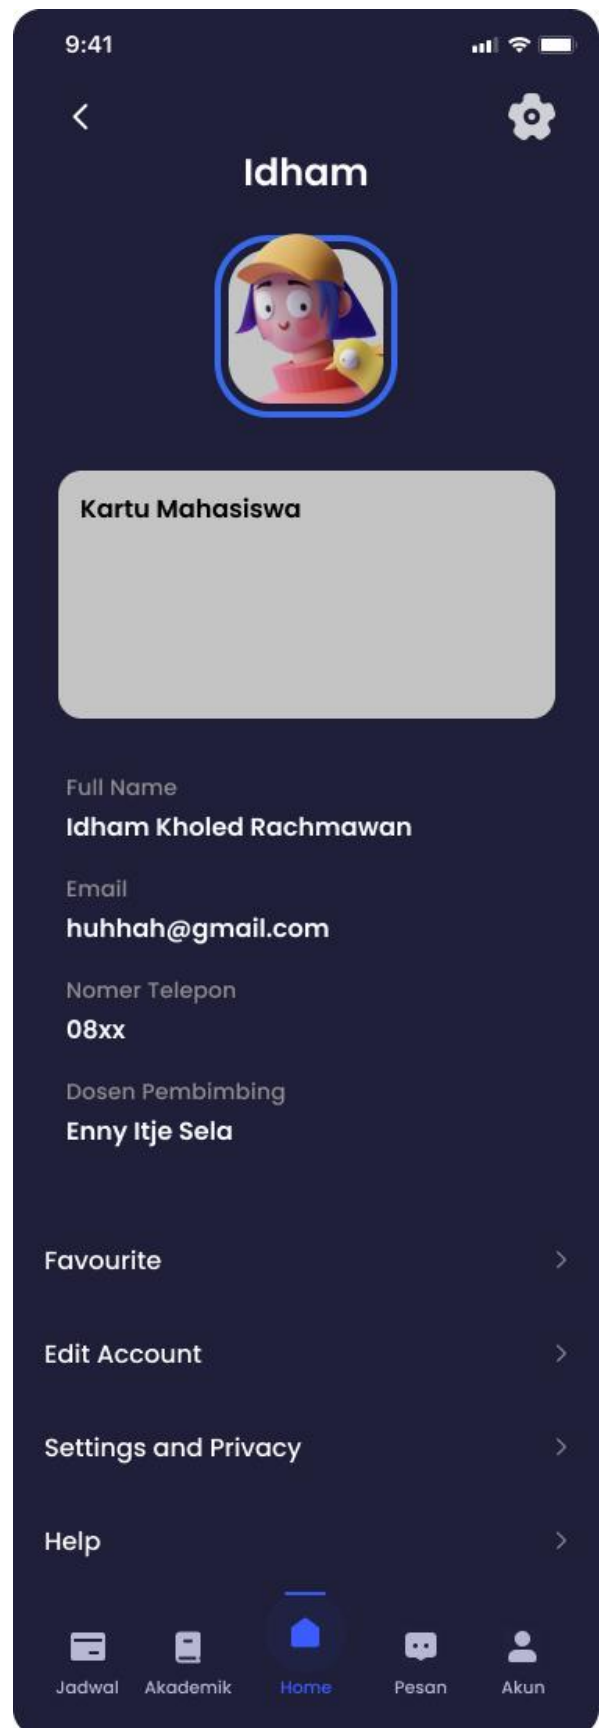 9:41
Idham
Kartu Mahasiswa
Full Name
Idham Kholed Rachmawan
Email
huhhah@gmail.com
Nomer Telepon
08xx
Dosen Pembimbing
Enny Itje Sela
Favourite
Edit Account
Settings and Privacy
Help
Jadwal Akademik Home Pesan Akun